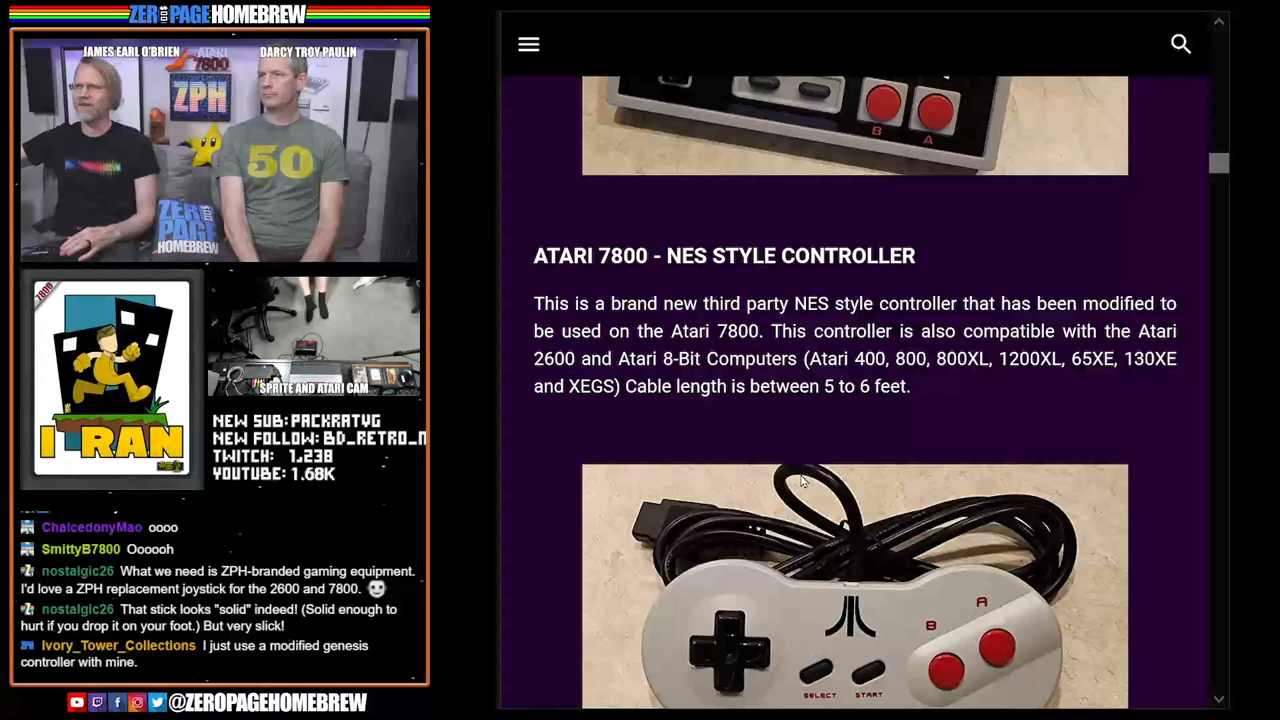 ZEROPAGEHOMEBREW
JAMES EARL O'BRIEN
DARCY TROY PAULIN
ATARI
7800
ZPH
50
ZERO
PAGE
HOMEBREW
7800
I RAN
SPRITE AND ATARI CAM
NEW SUB:PACKRATVG
NEW FOLLOW:BD_RETRO_M
TWITCH: 1,238
YOUTUBE: 1.68K
ChalcedonyMao oooo
SmittyB7800 Oooooh
nostalgic26 What we need is ZPH-branded gaming equipment.
I'd love a ZPH replacement joystick for the 2600 and 7800.
nostalgic26 That stick looks "solid" indeed! (Solid enough to
hurt if you drop it on your foot.) But very slick!
Ivory_Tower_Collections I just use a modified genesis
controller with mine.
@ZEROPAGEHOMEBREW
B
A
ATARI 7800 - NES STYLE CONTROLLER
This is a brand new third party NES style controller that has been modified to
be used on the Atari 7800. This controller is also compatible with the Atari
2600 and Atari 8-Bit Computers (Atari 400, 800, 800XL, 1200XL, 65XE, 130XE
and XEGS) Cable length is between 5 to 6 feet.
A
B
SELECT
START